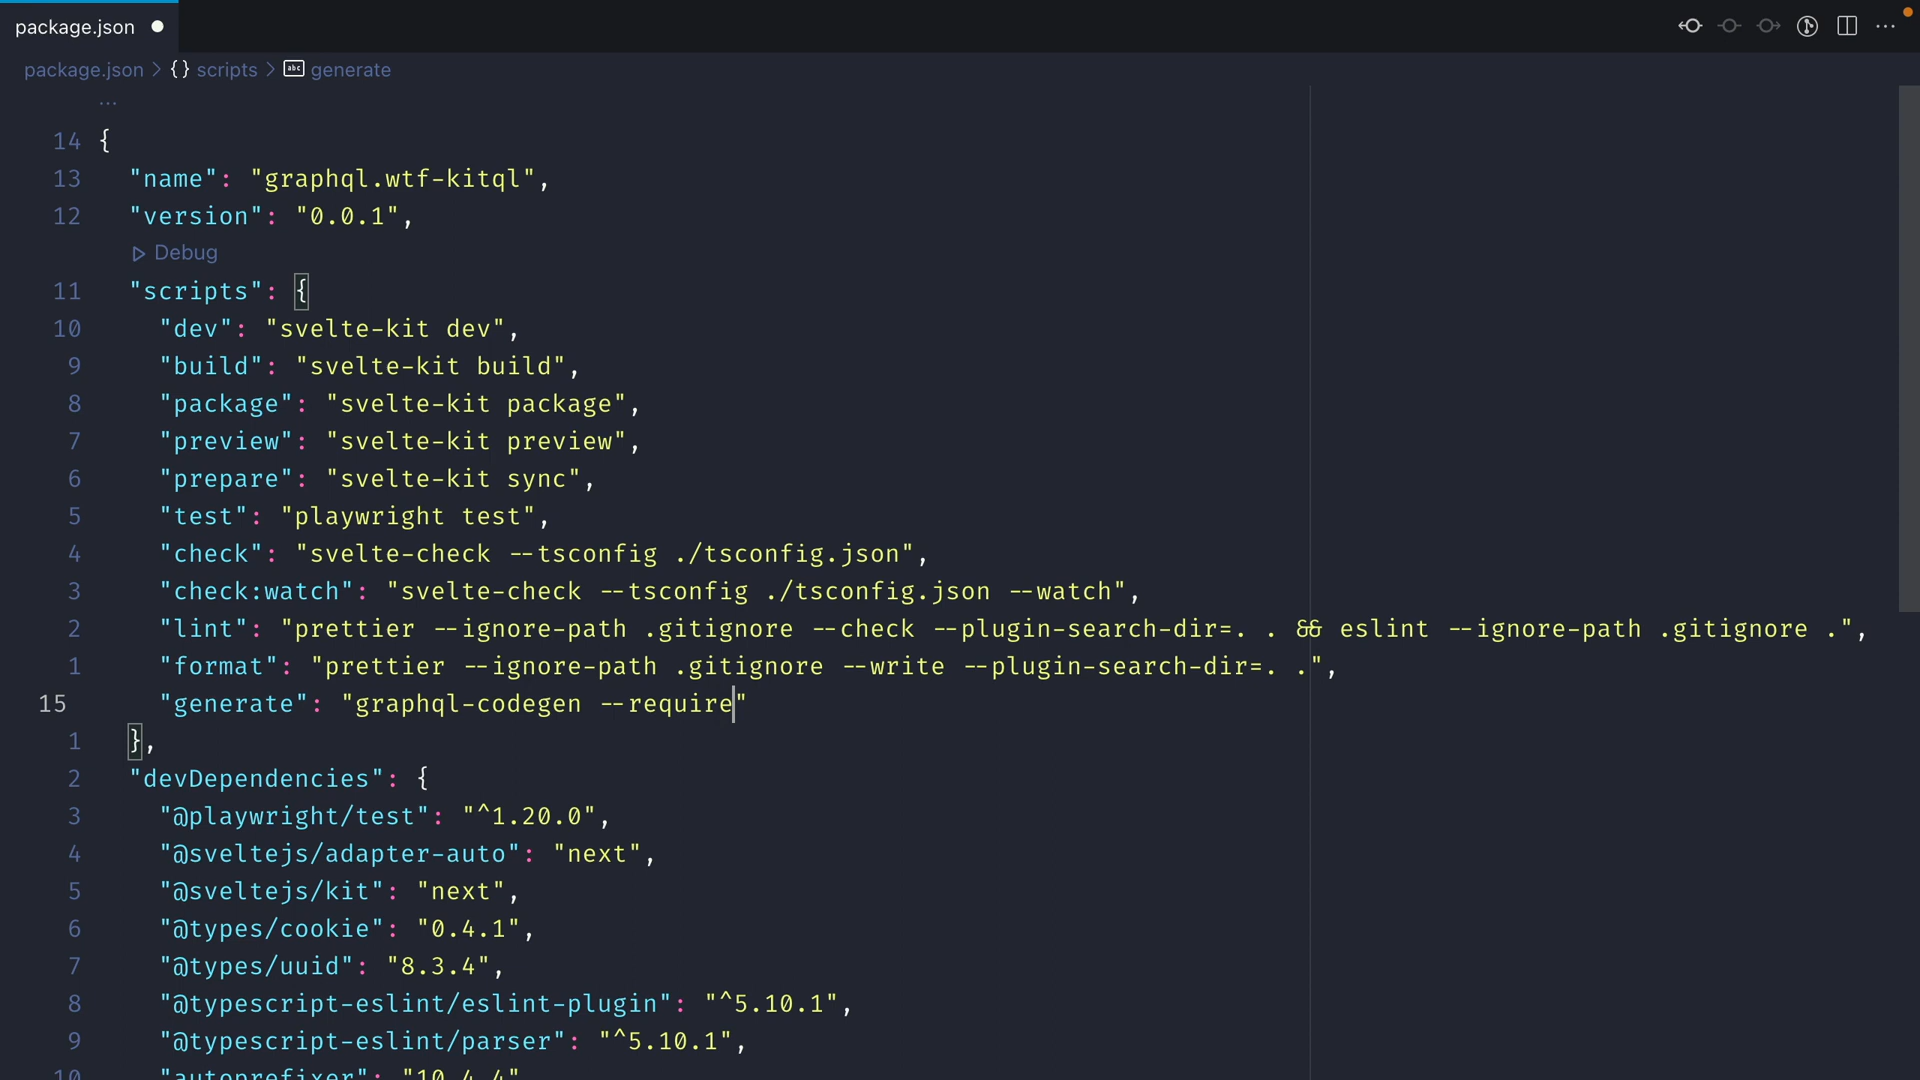 package.json
package.json > {} scripts > abc generate
...
14 {
13 "name": "graphql.wtf-kitql",
12 "version": "0.0.1",
Debug
11 "scripts": {
10 "dev": "svelte-kit dev",
9 "build": "svelte-kit build",
8 "package": "svelte-kit package",
7 "preview": "svelte-kit preview",
6 "prepare": "svelte-kit sync",
5 "test": "playwright test",
4 "check": "svelte-check --tsconfig ./tsconfig.json",
3 "check:watch": "svelte-check --tsconfig ./tsconfig.json --watch",
2 "lint": "prettier --ignore-path .gitignore --check --plugin-search-dir=. . && eslint --ignore-path .gitignore .",
1 "format": "prettier --ignore-path .gitignore --write --plugin-search-dir=. .",
15 "generate": "graphql-codegen --require"
1 },
2 "devDependencies": {
3 "@playwright/test": "^1.20.0",
4 "@sveltejs/adapter-auto": "next",
5 "@sveltejs/kit": "next",
6 "@types/cookie": "0.4.1",
7 "@types/uuid": "8.3.4",
8 "@typescript-eslint/eslint-plugin": "^5.10.1",
9 "@typescript-eslint/parser": "^5.10.1",
10 "autoprefixer": "10.4.4"